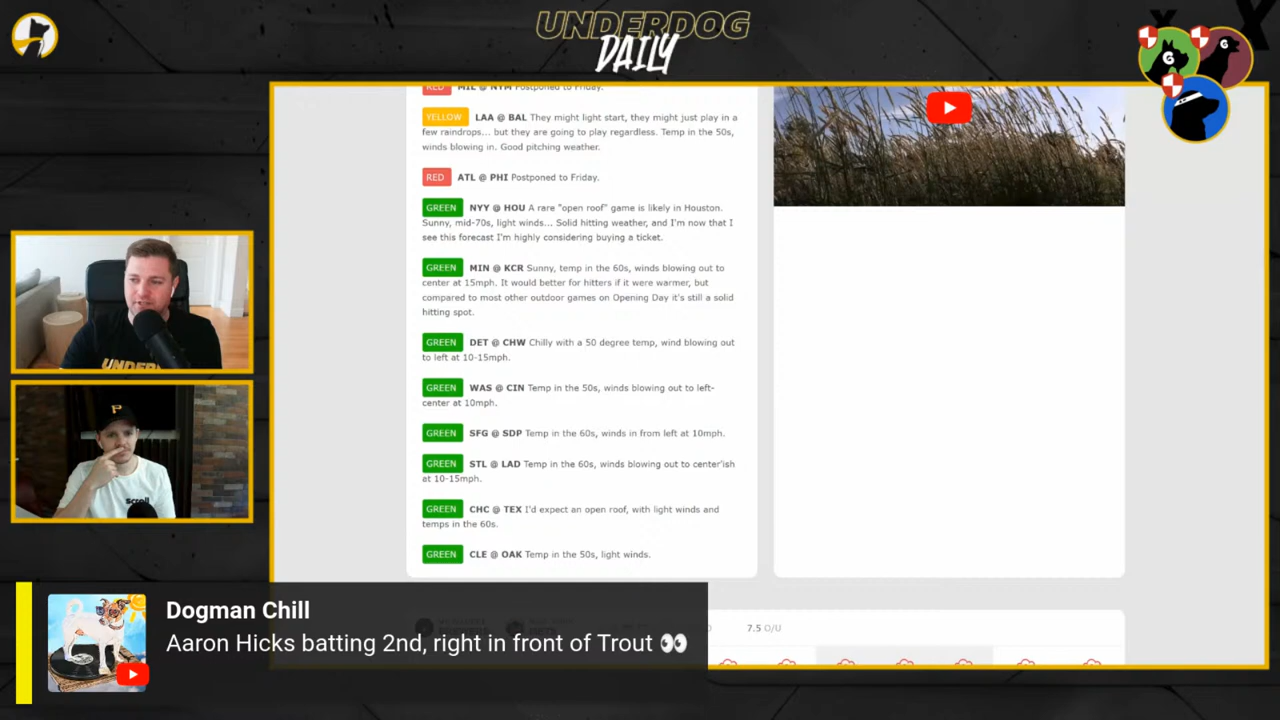 UNDERDOG
DAILY
RED MIL @ NYM Postponed to Friday.
YELLOW LAA @ BAL They might light start, they might just play in a
few raindrops... but they are going to play regardless. Temp in the 50s,
winds blowing in. Good pitching weather.
RED ATL @ PHI Postponed to Friday.
GREEN NYY @ HOU A rare "open roof" game is likely in Houston.
Sunny, mid-70s, light winds... Solid hitting weather, and I'm now that I
see this forecast I'm highly considering buying a ticket.
GREEN MIN @ KCR Sunny, temp in the 60s, winds blowing out to
center at 15mph. It would better for hitters if it were warmer, but
compared to most other outdoor games on Opening Day it's still a solid
hitting spot.
GREEN DET @ CHW Chilly with a 50 degree temp, wind blowing out
to left at 10-15mph.
GREEN WAS @ CIN Temp in the 50s, winds blowing out to left-
center at 10mph.
GREEN SFG @ SDP Temp in the 60s, winds in from left at 10mph.
GREEN STL @ LAD Temp in the 60s, winds blowing out to center'ish
at 10-15mph.
GREEN CHC @ TEX I'd expect an open roof, with light winds and
temps in the 60s.
GREEN CLE @ OAK Temp in the 50s, light winds.
7.5 O/U
UNDERD
P
scroll
G
G
Dogman Chill
Aaron Hicks batting 2nd, right in front of Trout 👀